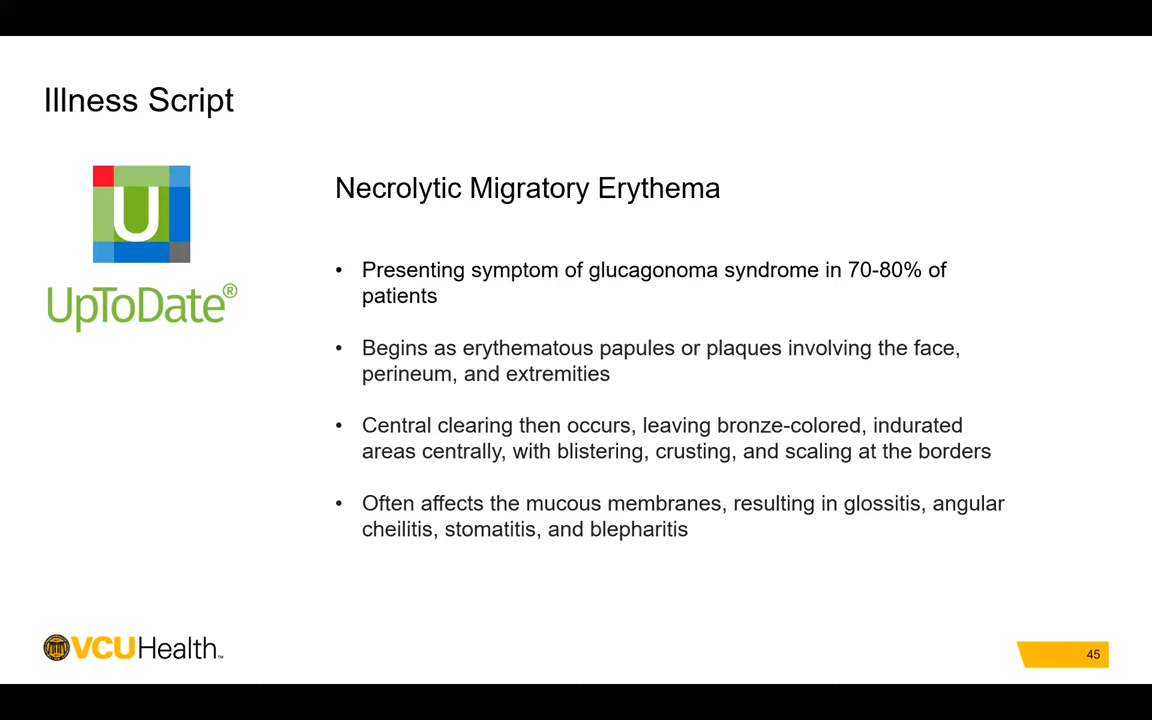 Illness Script
U
UpToDate®
Necrolytic Migratory Erythema
• Presenting symptom of glucagonoma syndrome in 70-80% of
patients
• Begins as erythematous papules or plaques involving the face,
perineum, and extremities
• Central clearing then occurs, leaving bronze-colored, indurated
areas centrally, with blistering, crusting, and scaling at the borders
• Often affects the mucous membranes, resulting in glossitis, angular
cheilitis, stomatitis, and blepharitis
VCUHealth™
45